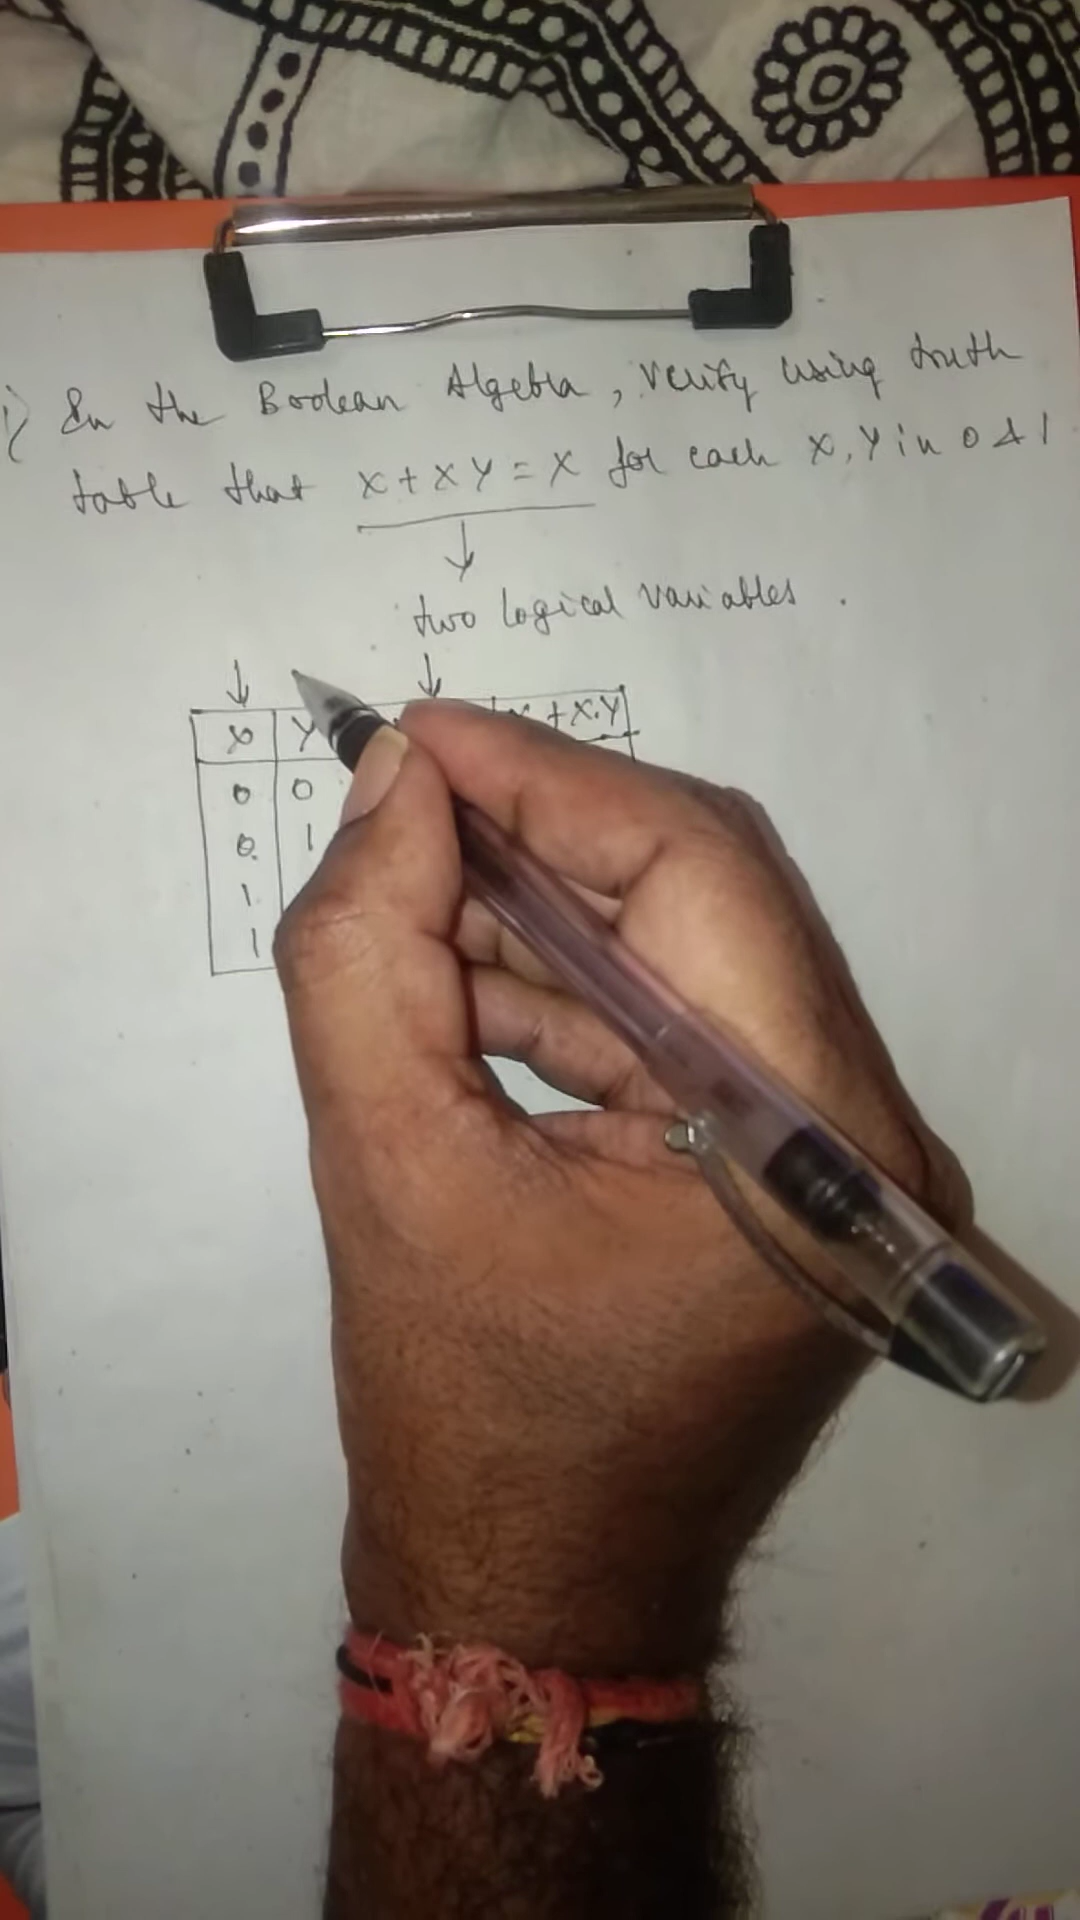 i) In the Boolean Algebra, verify using truth
table that X + X Y = X for each X, Y in 0 & 1
two logical variables.
X Y + X.Y
0 0
0 1
1
1